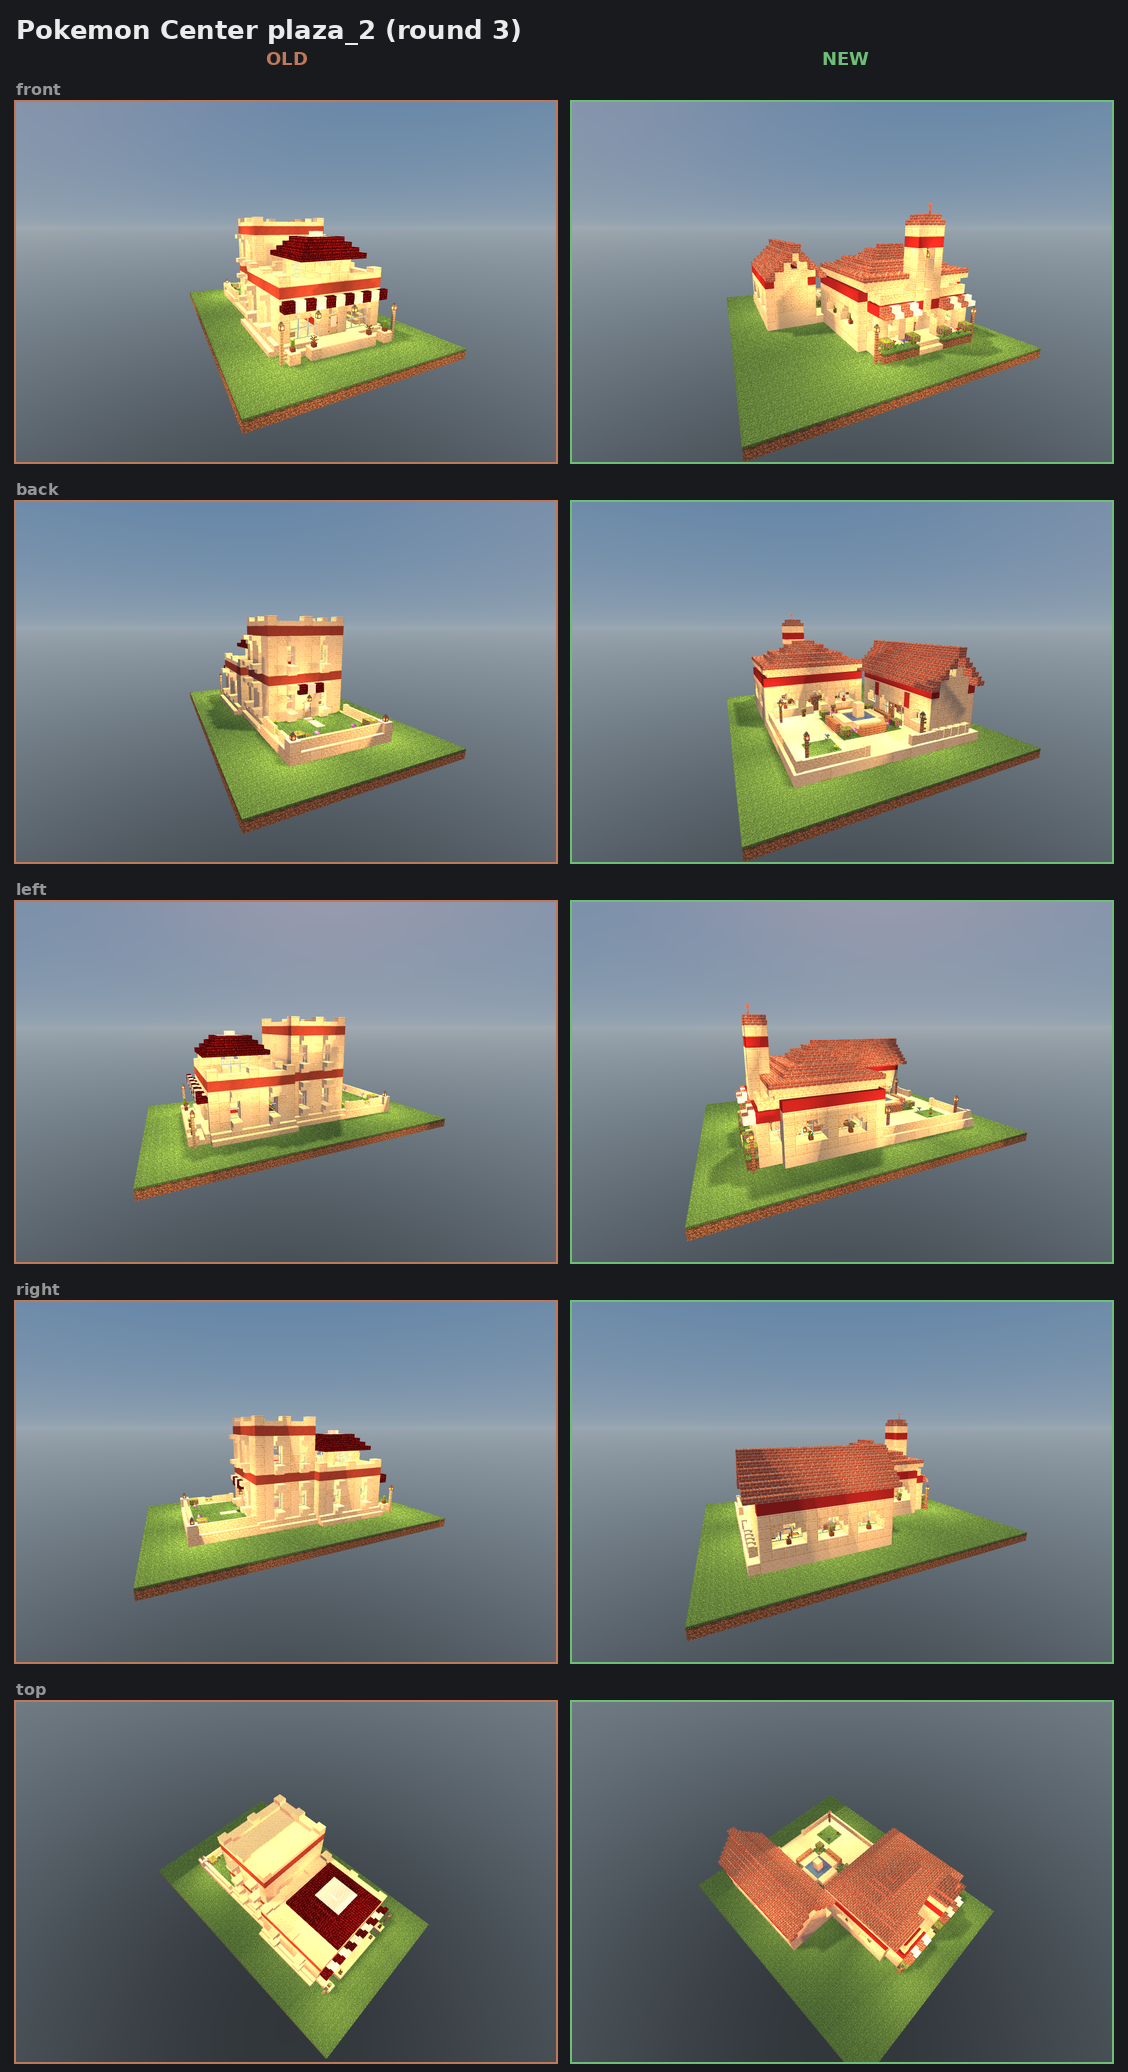 Pokemon Center plaza_2 (round 3)
OLD NEW
front
back
left
right
top